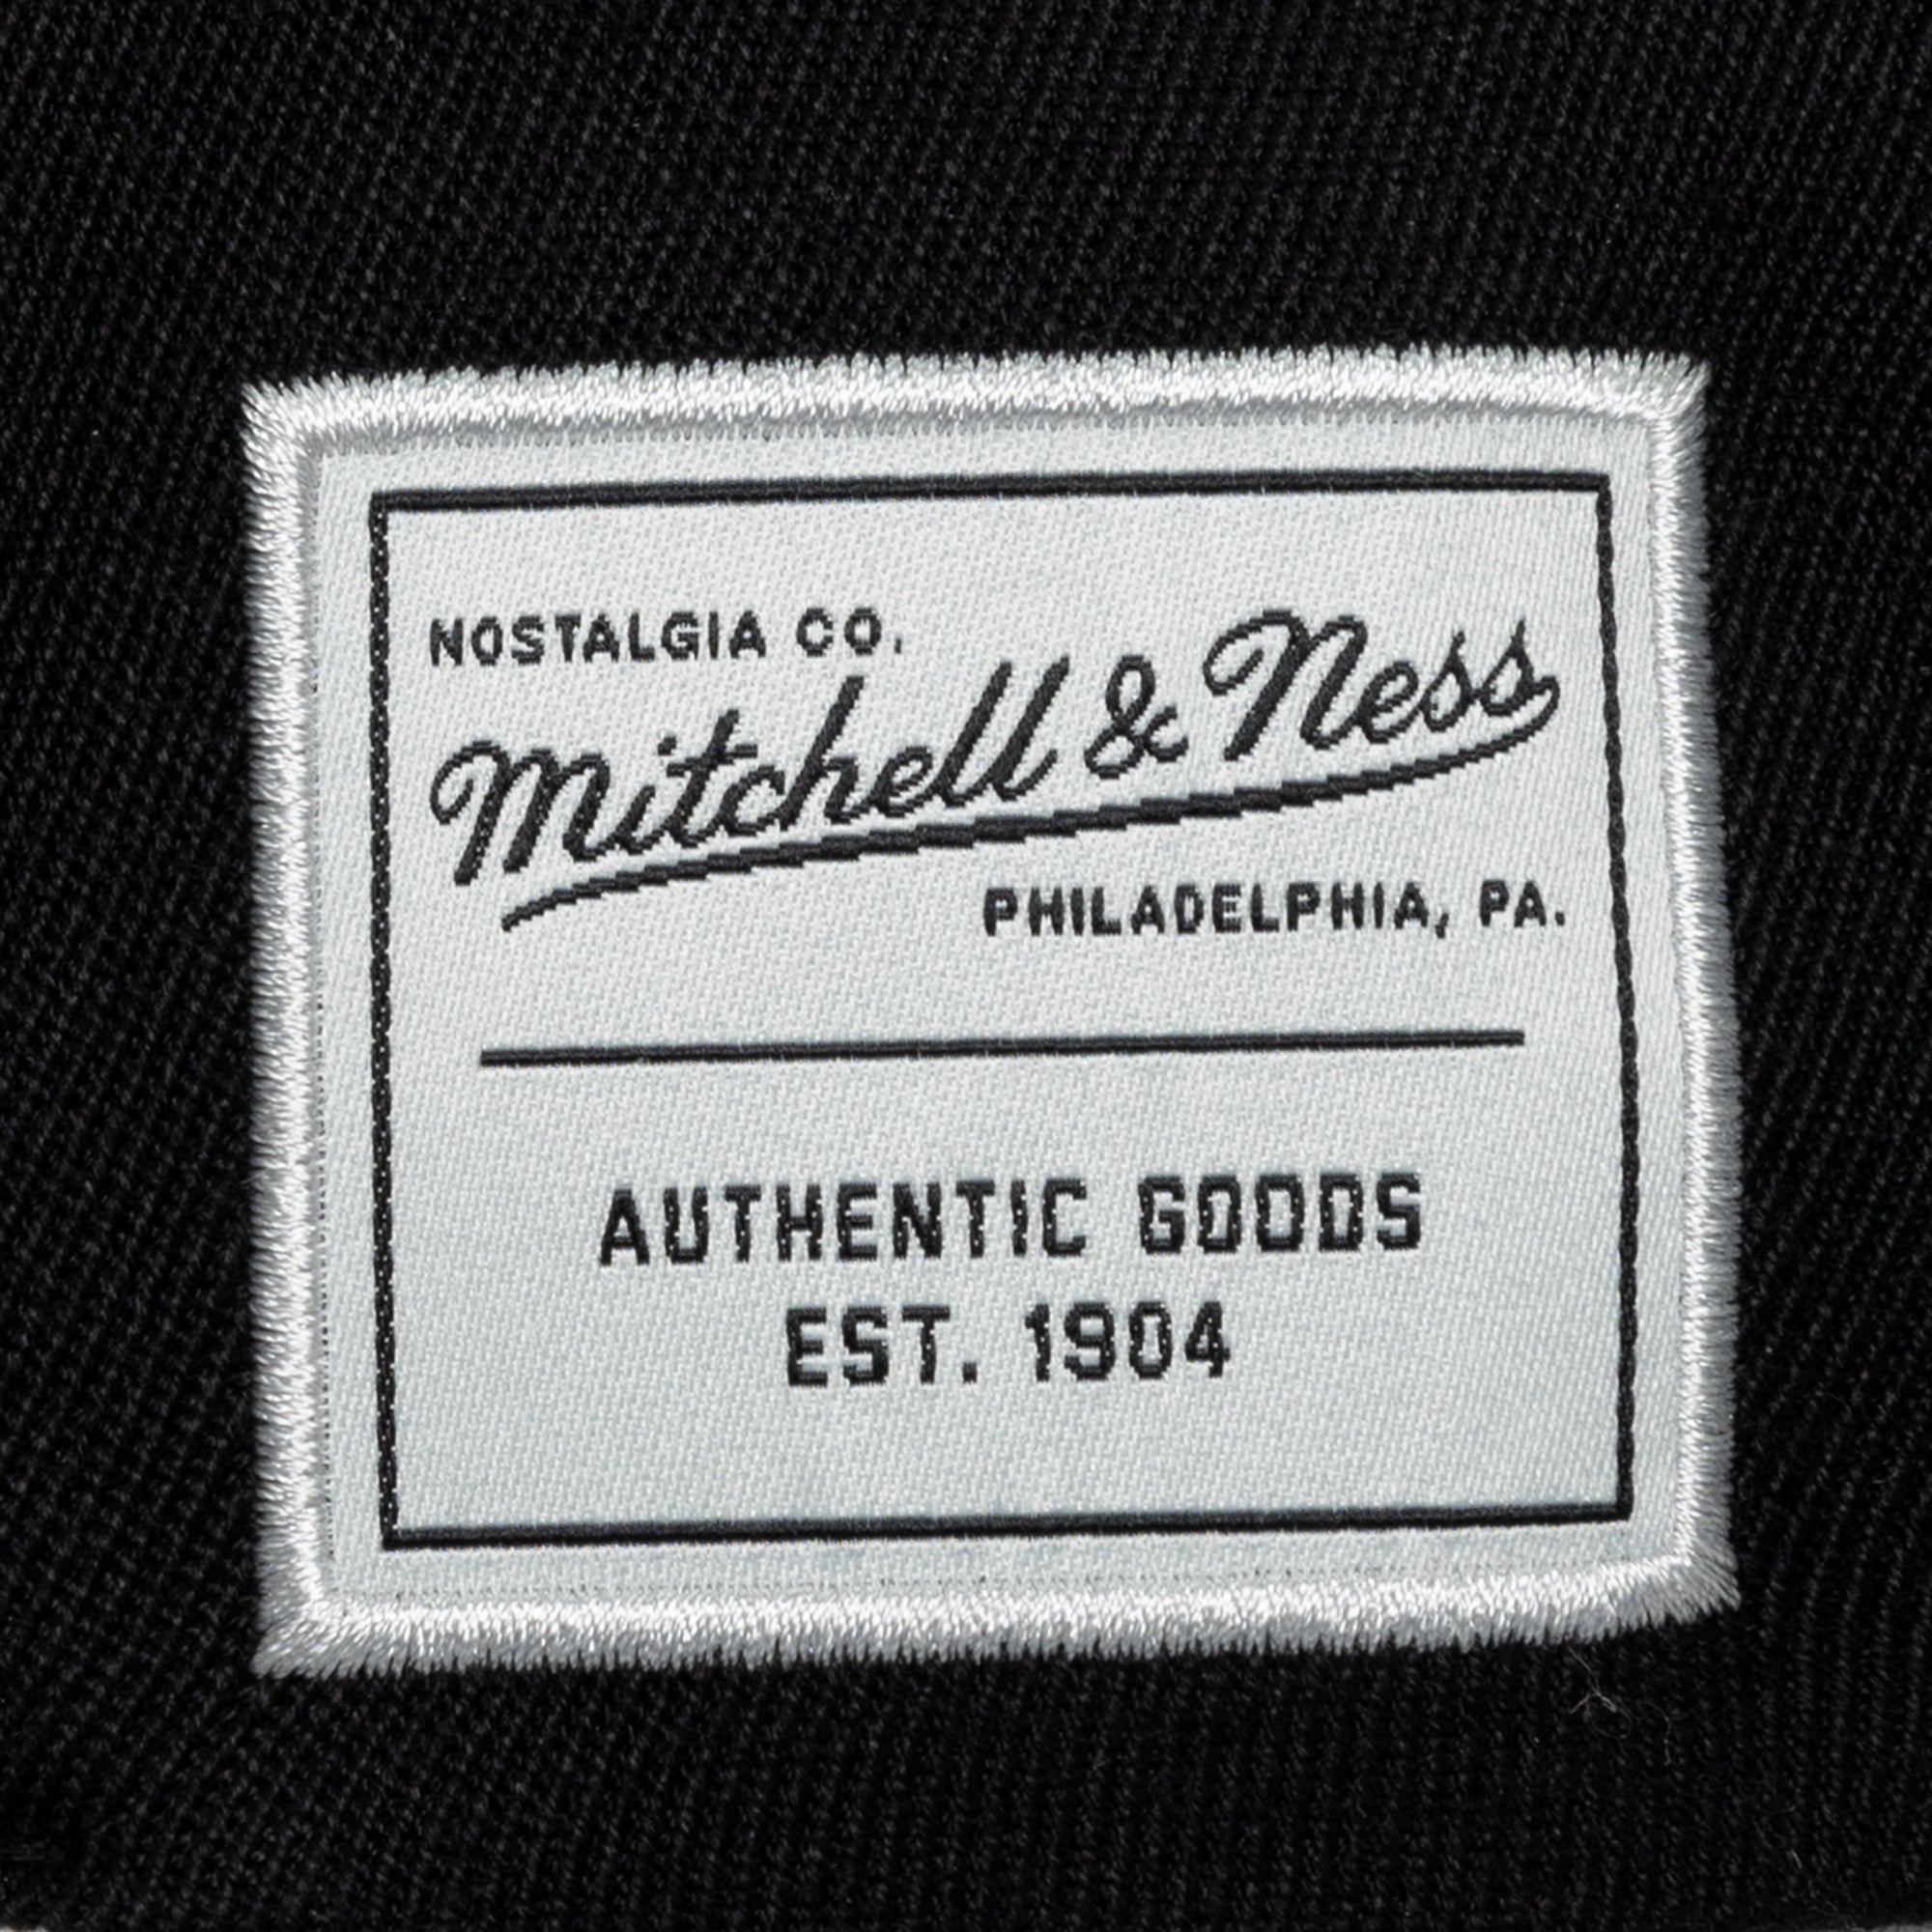 NOSTALGIA CO.
Mitchell & Ness
PHILADELPHIA, PA.
AUTHENTIC GOODS
EST. 1904